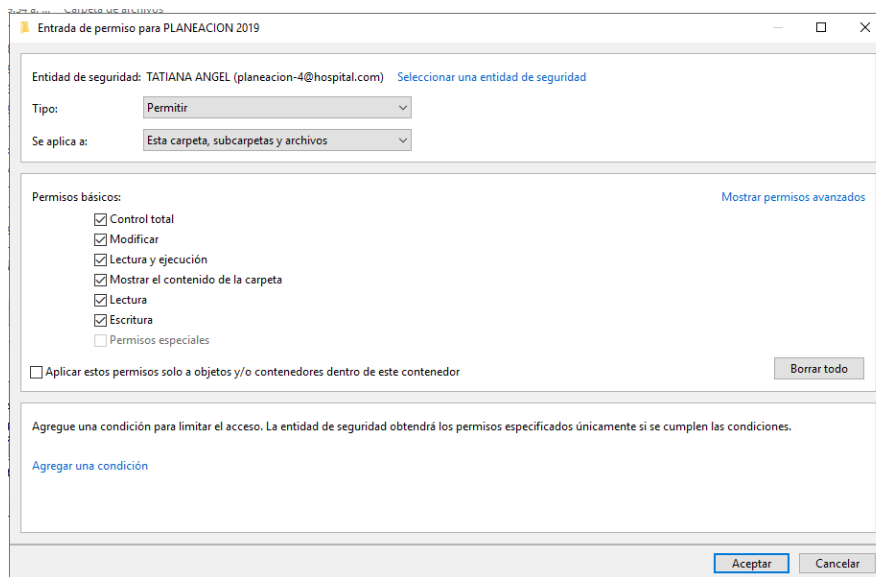 Carpeta de archivos
Entrada de permiso para PLANEACION 2019
Entidad de seguridad: TATIANA ANGEL (planeacion-4@hospital.com) Seleccionar una entidad de seguridad
Tipo: Permitir
Se aplica a: Esta carpeta, subcarpetas y archivos
Permisos básicos: Mostrar permisos avanzados
Control total
Modificar
Lectura y ejecución
Mostrar el contenido de la carpeta
Lectura
Escritura
Permisos especiales
Aplicar estos permisos solo a objetos y/o contenedores dentro de este contenedor Borrar todo
Agregue una condición para limitar el acceso. La entidad de seguridad obtendrá los permisos especificados únicamente si se cumplen las condiciones.
Agregar una condición
Aceptar Cancelar